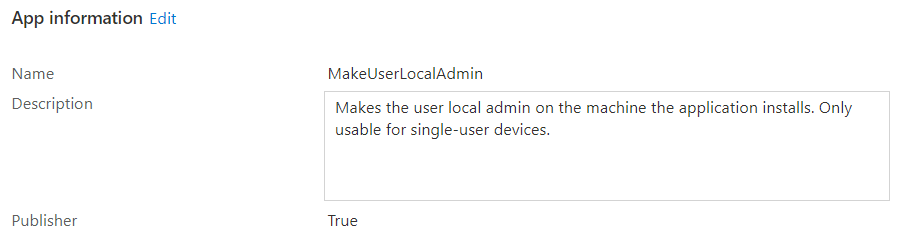 App information Edit
Name MakeUserLocalAdmin
Description Makes the user local admin on the machine the application installs. Only
usable for single-user devices.
Publisher True